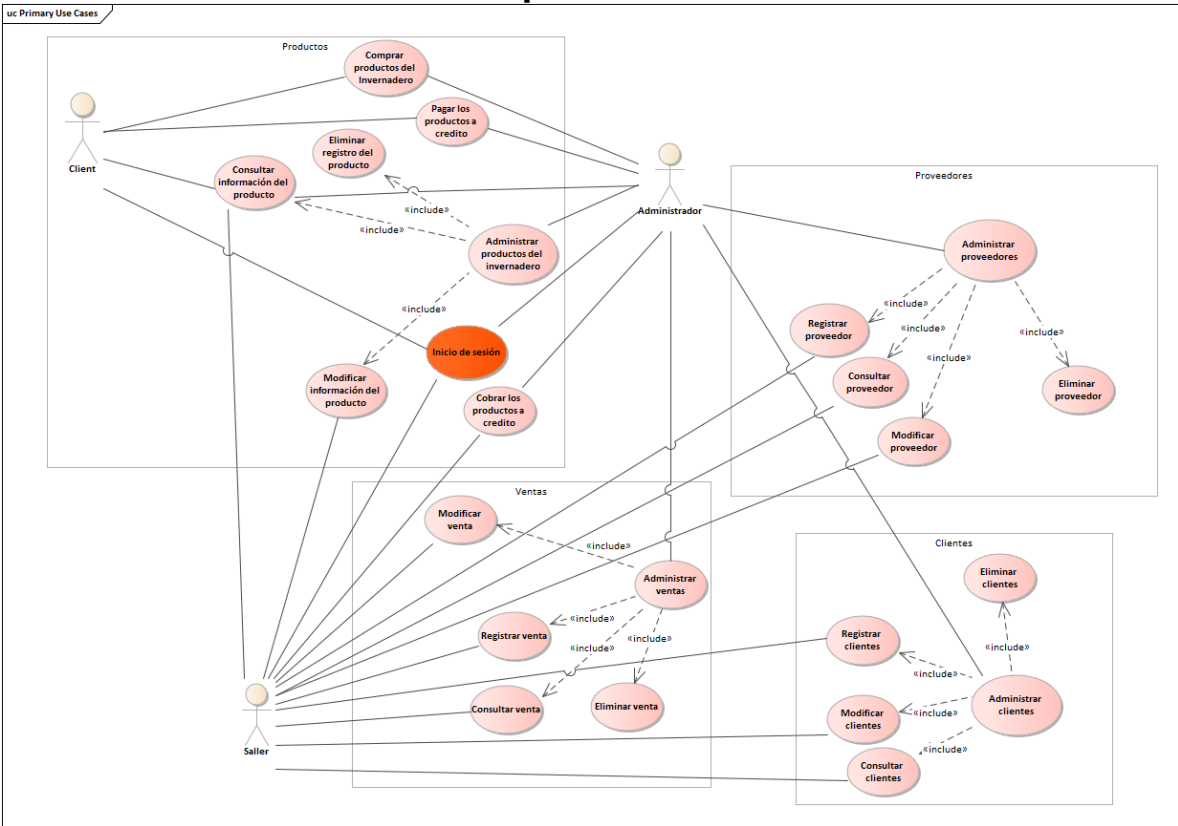 uc Primary Use Cases
Productos
Comprar
productos del
Invernadero
Pagar los
productos a
credito
Eliminar
registro del
producto
Client
Consultar
información del
producto
«include»
«include»
Administrar
productos del
invernadero
«include»
Inicio de sesión
Modificar
información del
producto
Cobrar los
productos a
credito
Administrador
Proveedores
Administrar
proveedores
«include»
«include»
«include»
«include»
Registrar
proveedor
Consultar
proveedor
Eliminar
proveedor
Modificar
proveedor
Ventas
Modificar
venta
«include»
Administrar
ventas
«include»
«include»
«include»
Registrar venta
Consultar venta
Eliminar venta
Saller
Clientes
Eliminar
clientes
Registrar
clientes
«include»
«include»
Administrar
clientes
Modificar
clientes
«include»
«include»
Consultar
clientes